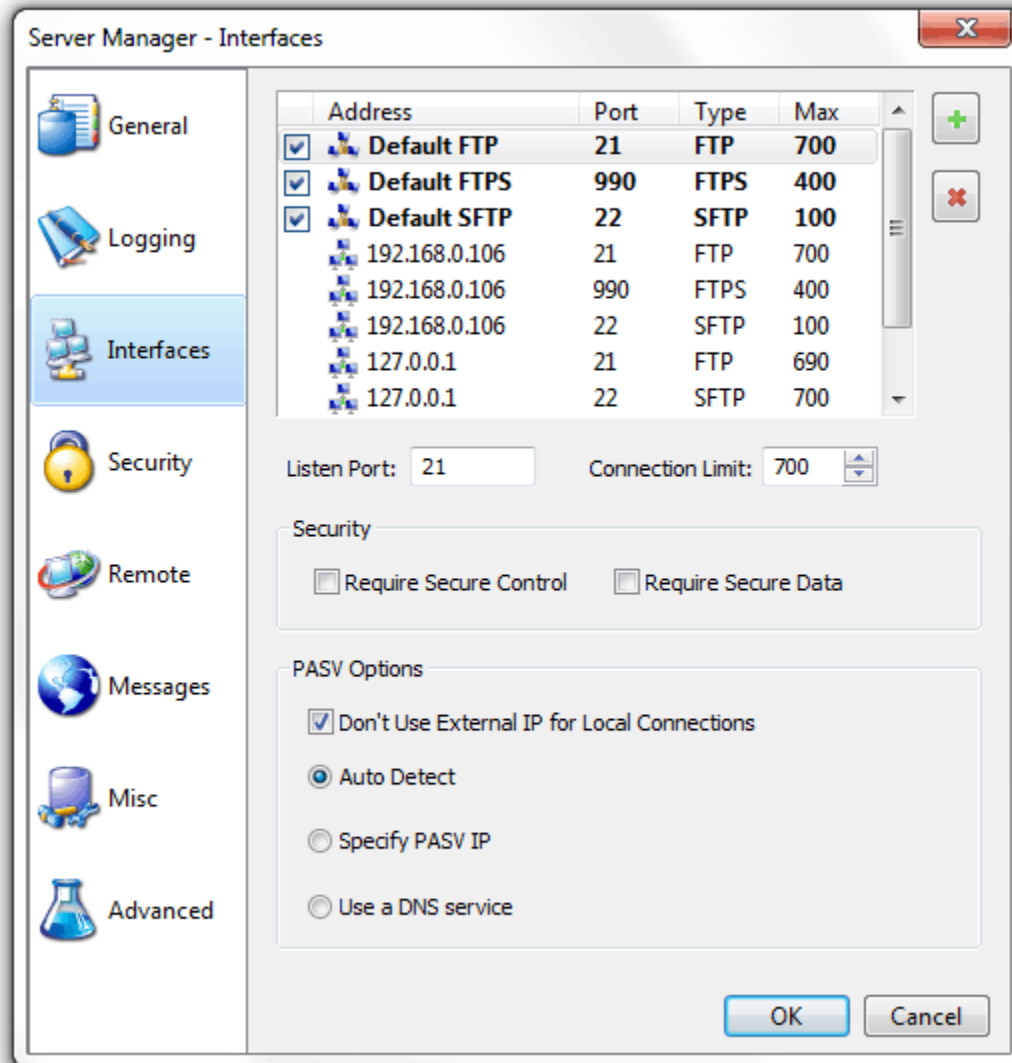 Server Manager - Interfaces
General
Logging
Interfaces
Security
Remote
Messages
Misc
Advanced
Address Port Type Max
Default FTP 21 FTP 700
Default FTPS 990 FTPS 400
Default SFTP 22 SFTP 100
192.168.0.106 21 FTP 700
192.168.0.106 990 FTPS 400
192.168.0.106 22 SFTP 100
127.0.0.1 21 FTP 690
127.0.0.1 22 SFTP 700
Listen Port: 21 Connection Limit: 700
Security
Require Secure Control Require Secure Data
PASV Options
Don't Use External IP for Local Connections
Auto Detect
Specify PASV IP
Use a DNS service
OK Cancel